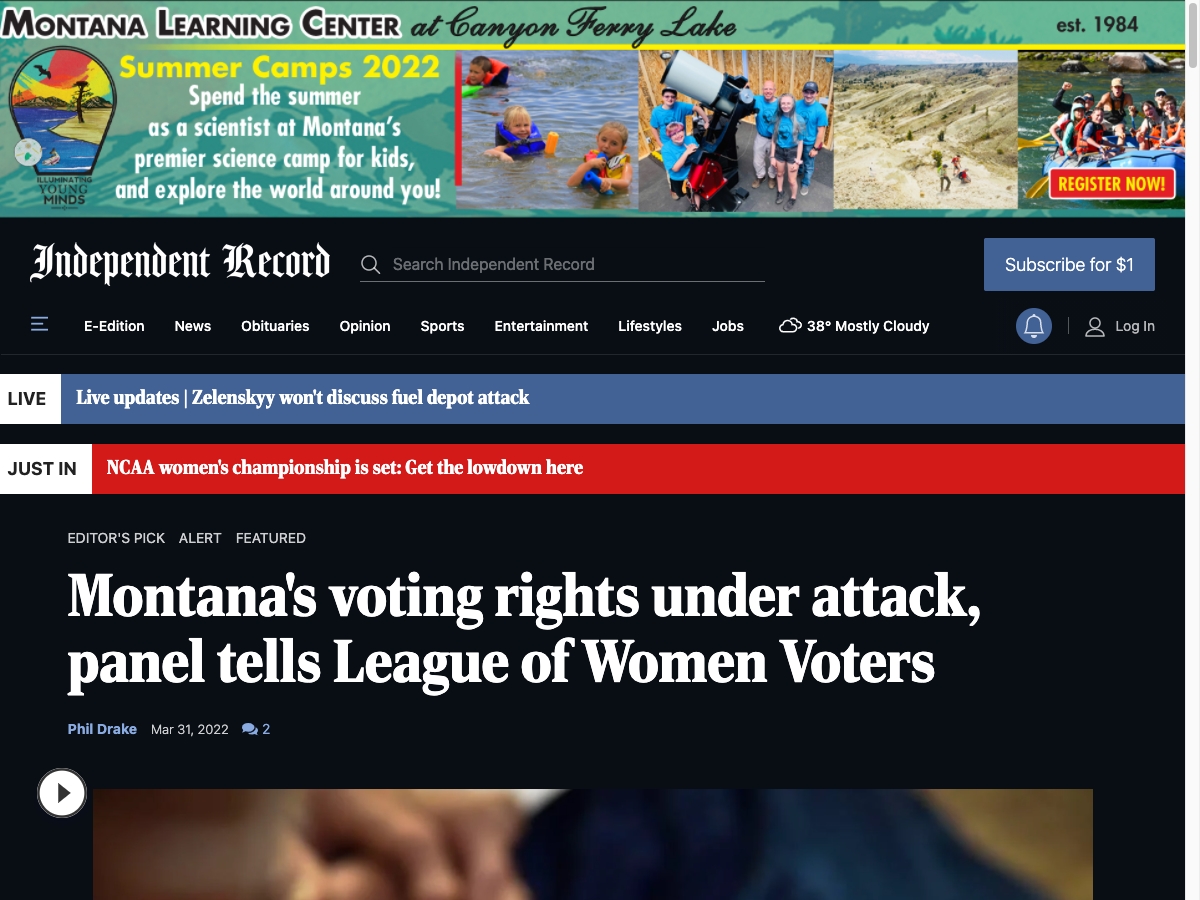 MONTANA LEARNING CENTER at Canyon Ferry Lake est. 1984
Summer Camps 2022
Spend the summer
as a scientist at Montana's
premier science camp for kids,
and explore the world around you!
ILLUMINATING
YOUNG
MINDS
REGISTER NOW!
Independent Record
Search Independent Record
Subscribe for $1
E-Edition News Obituaries Opinion Sports Entertainment Lifestyles Jobs 38° Mostly Cloudy Log In
LIVE Live updates | Zelenskyy won't discuss fuel depot attack
JUST IN NCAA women's championship is set: Get the lowdown here
EDITOR'S PICK ALERT FEATURED
Montana's voting rights under attack,
panel tells League of Women Voters
Phil Drake Mar 31, 2022 2